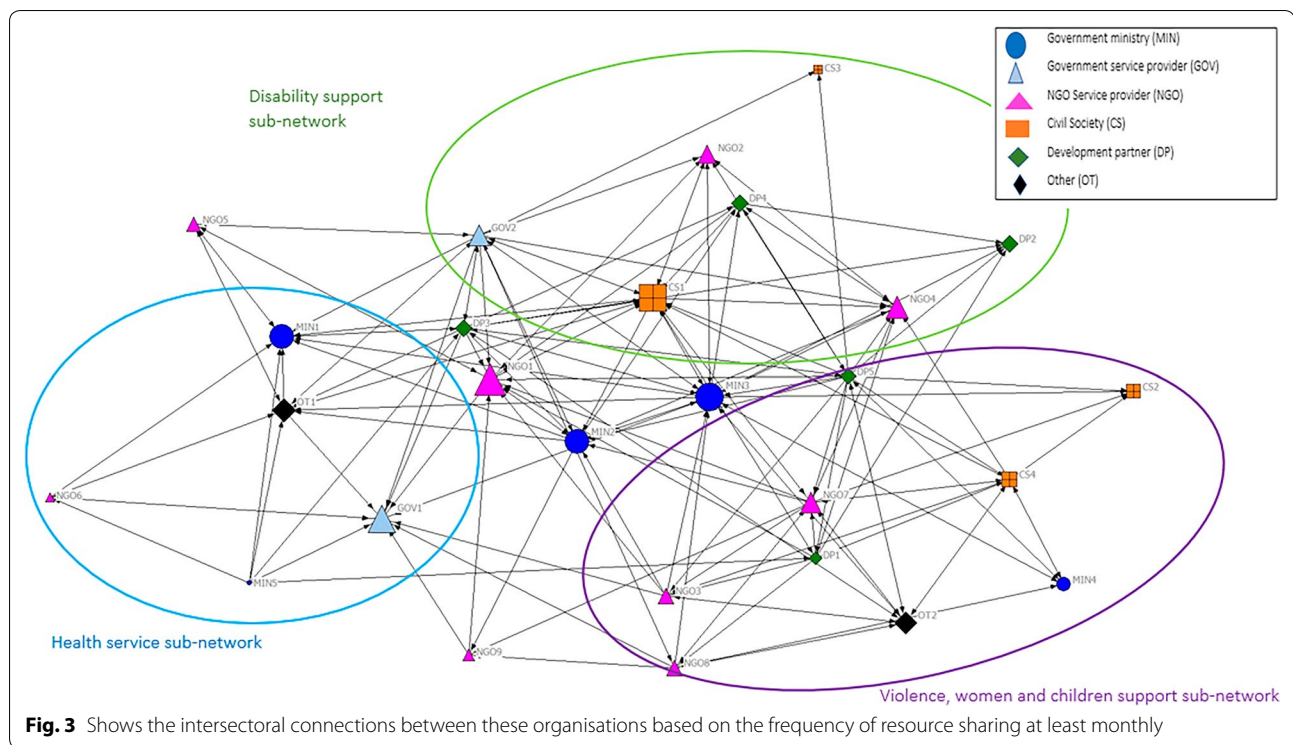 Government ministry (MIN)
Government service provider (GOV)
NGO Service provider (NGO)
Civil Society (CS)
Development partner (DP)
Other (OT)
Disability support
sub-network
CS3
NGO2
DP4
NGO5
GOV2
DP2
CS1
NGO4
MIN1
DP3
NGO1
DP5
MIN3
CS2
OT1
MIN2
CS4
NGO6
NGO7
GOV1
DP1
MIN5
MIN4
NGO3
OT2
Health service sub-network
NGO9
NGO8
Violence, women and children support sub-network
Fig. 3 Shows the intersectoral connections between these organisations based on the frequency of resource sharing at least monthly